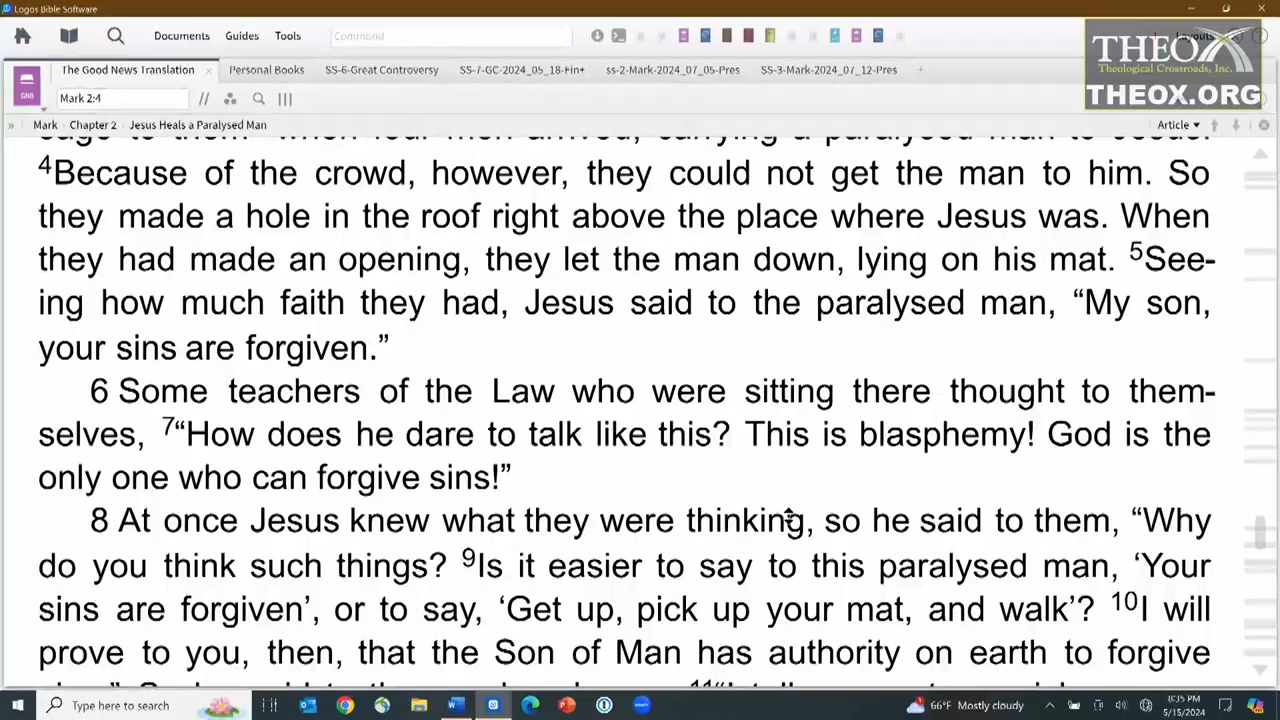 Logos Bible Software
Documents Guides Tools Command Layouts
The Good News Translation Personal Books SS-6-Great Controversy SC-GC-2024_05_18-Fin+ ss-2-Mark-2024_07_05-Pres SS-3-Mark-2024_07_12-Pres
THEOX
Theological Crossroads, Inc.
THEOX.ORG
GNB
Mark 2:4
Mark Chapter 2 Jesus Heals a Paralysed Man Article
4Because of the crowd, however, they could not get the man to him. So
they made a hole in the roof right above the place where Jesus was. When
they had made an opening, they let the man down, lying on his mat. 5See-
ing how much faith they had, Jesus said to the paralysed man, “My son,
your sins are forgiven.”
6 Some teachers of the Law who were sitting there thought to them-
selves, 7“How does he dare to talk like this? This is blasphemy! God is the
only one who can forgive sins!”
8 At once Jesus knew what they were thinking, so he said to them, “Why
do you think such things? 9Is it easier to say to this paralysed man, ‘Your
sins are forgiven’, or to say, ‘Get up, pick up your mat, and walk’? 10I will
prove to you, then, that the Son of Man has authority on earth to forgive
Type here to search
66°F Mostly cloudy
8:35 PM
5/15/2024